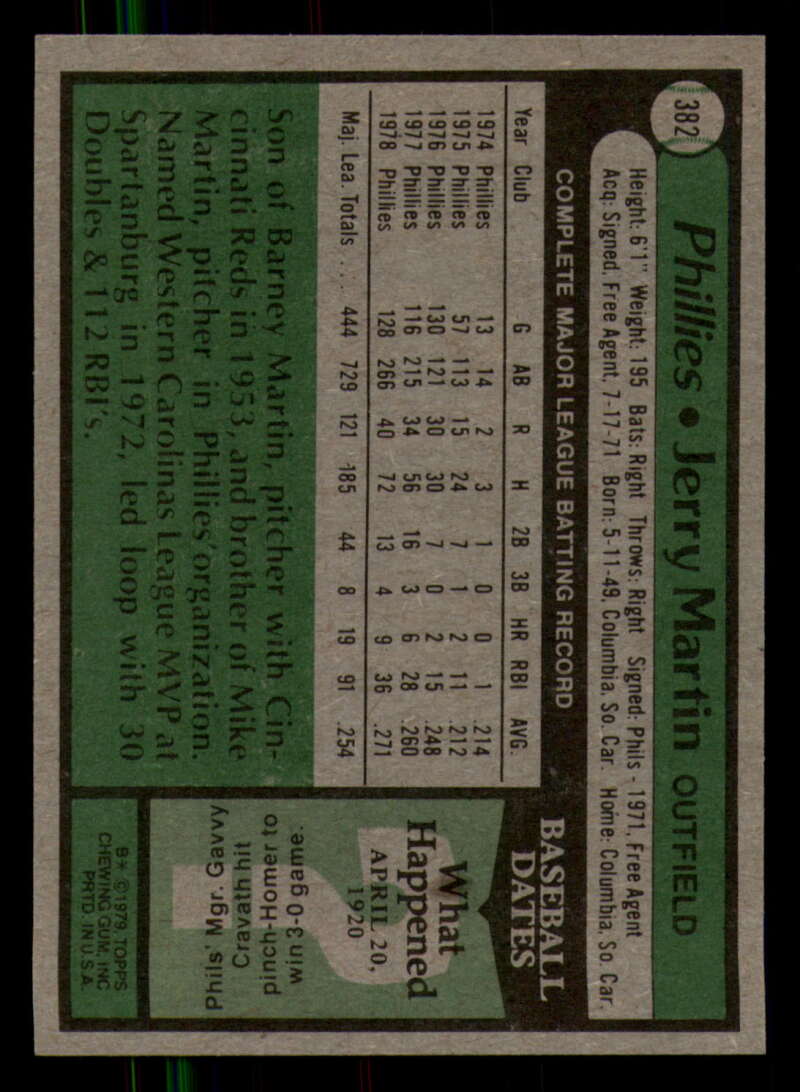 382
Phillies • Jerry Martin OUTFIELD
Height: 6'1" Weight: 195 Bats: Right Throws: Right Signed: Phils - 1971, Free Agent
Acq: Signed, Free Agent, 7-17-71 Born: 5-11-49, Columbia, So. Car. Home: Columbia, So. Car.
COMPLETE MAJOR LEAGUE BATTING RECORD
Year Club G AB R H 2B 3B HR RBI AVG.
1974 Phillies 13 14 2 3 1 0 0 1 .214
1975 Phillies 57 113 15 24 7 1 2 11 .212
1976 Phillies 130 121 30 30 7 0 2 15 .248
1977 Phillies 116 215 34 56 16 3 6 28 .260
1978 Phillies 128 266 40 72 13 4 9 36 .271
Maj. Lea. Totals . . . 444 729 121 185 44 8 19 91 .254
Son of Barney Martin, pitcher with Cin-
cinnati Reds in 1953, and brother of Mike
Martin, pitcher in Phillies' organization.
Named Western Carolinas League MVP at
Spartanburg in 1972, led loop with 30
Doubles & 112 RBI's.
BASEBALL
DATES
What
Happened
APRIL 20,
1920
Phils' Mgr. Gavvy
Cravath hit
pinch-Homer to
win 3-0 game.
B* ©1979 TOPPS
CHEWING GUM, INC
PRTD. IN U.S.A.